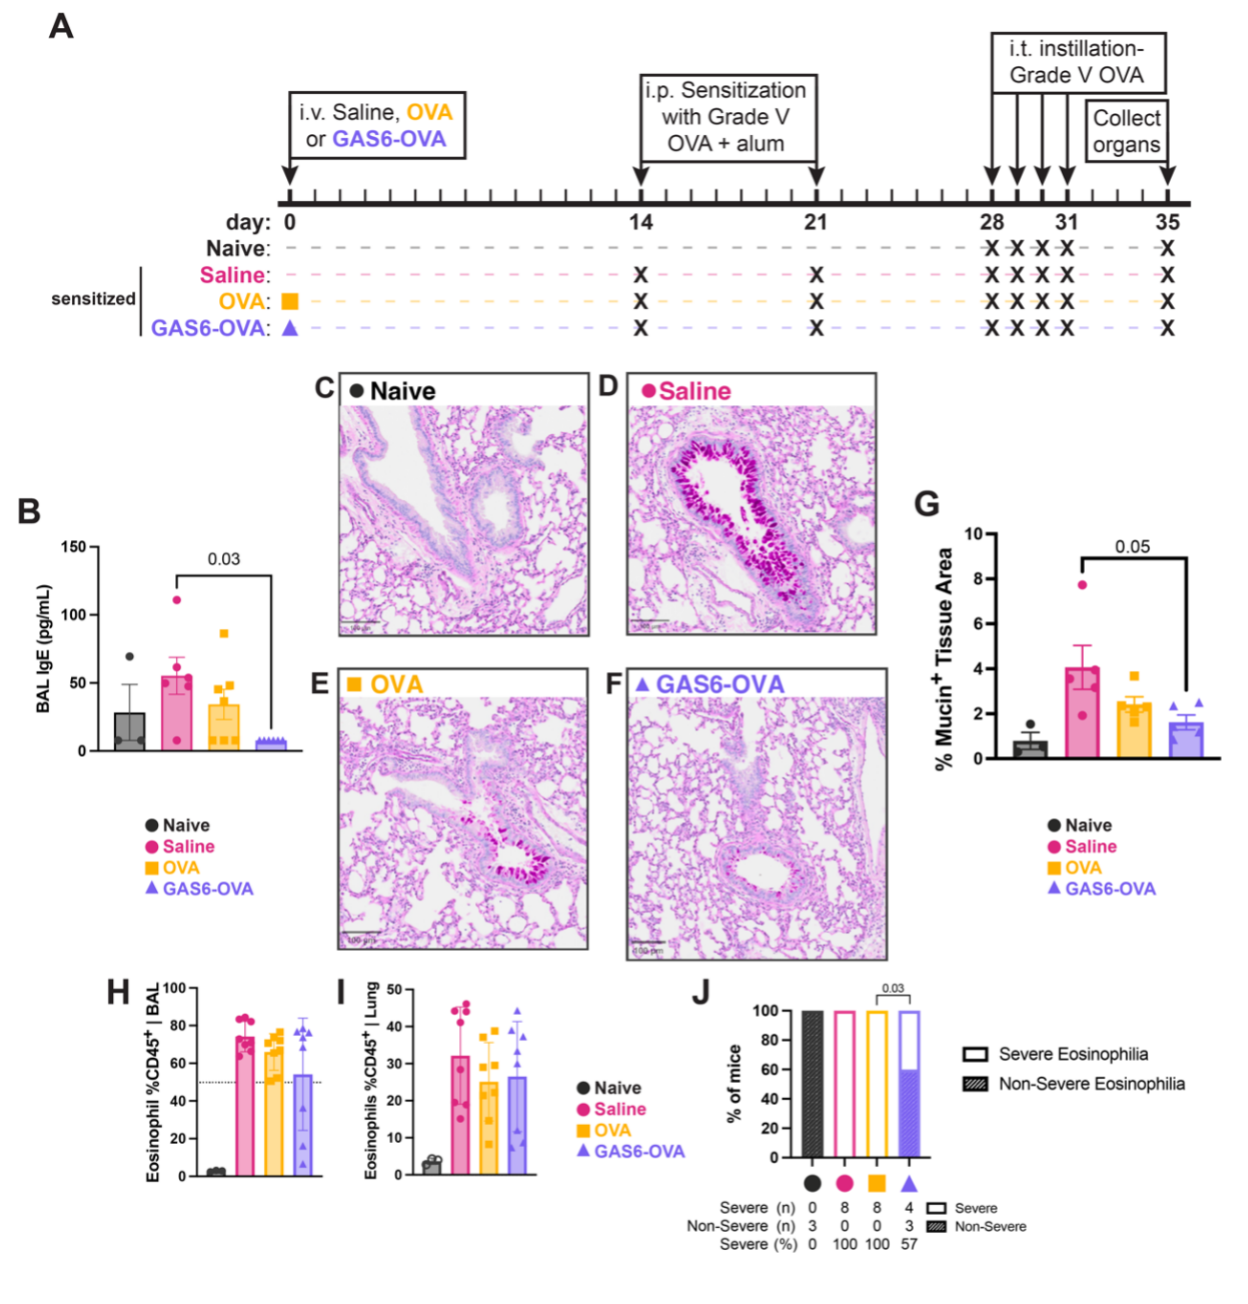 A
i.v. Saline, OVA
or GAS6-OVA
i.p. Sensitization
with Grade V
OVA + alum
i.t. instillation-
Grade V OVA
Collect
organs
day: 0 14 21 28 31 35
Naive: X X X X X
sensitized
Saline: X X X X X X X
OVA: X X X X X X X
GAS6-OVA: X X X X X X X
B
BAL IgE (pg/mL)
150
100
50
0
0.03
Naive
Saline
OVA
GAS6-OVA
C Naive
D Saline
E OVA
100 μm
F GAS6-OVA
100 μm
G
% Mucin+ Tissue Area
10
8
6
4
2
0
0.05
Naive
Saline
OVA
GAS6-OVA
H
Eosinophil %CD45+ | BAL
100
80
60
40
20
0
I
Eosinophils %CD45+ | Lung
50
40
30
20
10
0
Naive
Saline
OVA
GAS6-OVA
J
% of mice
100
80
60
40
20
0
0.03
Severe Eosinophilia
Non-Severe Eosinophilia
Severe (n) 0 8 8 4 Severe
Non-Severe (n) 3 0 0 3 Non-Severe
Severe (%) 0 100 100 57